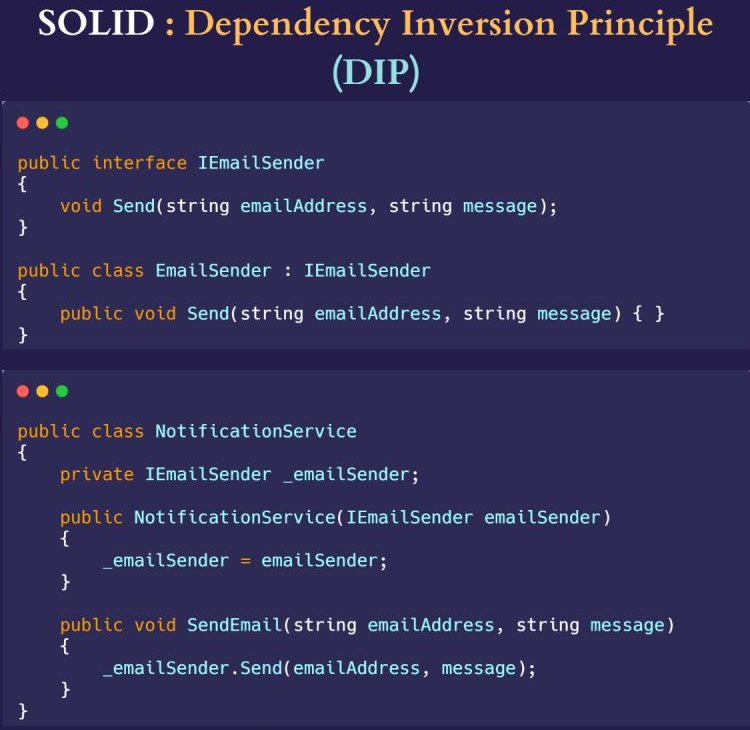 SOLID : Dependency Inversion Principle
(DIP)
public interface IEmailSender
{
    void Send(string emailAddress, string message);
}
public class EmailSender : IEmailSender
{
    public void Send(string emailAddress, string message) { }
}
public class NotificationService
{
    private IEmailSender _emailSender;
    public NotificationService(IEmailSender emailSender)
    {
        _emailSender = emailSender;
    }
    public void SendEmail(string emailAddress, string message)
    {
        _emailSender.Send(emailAddress, message);
    }
}